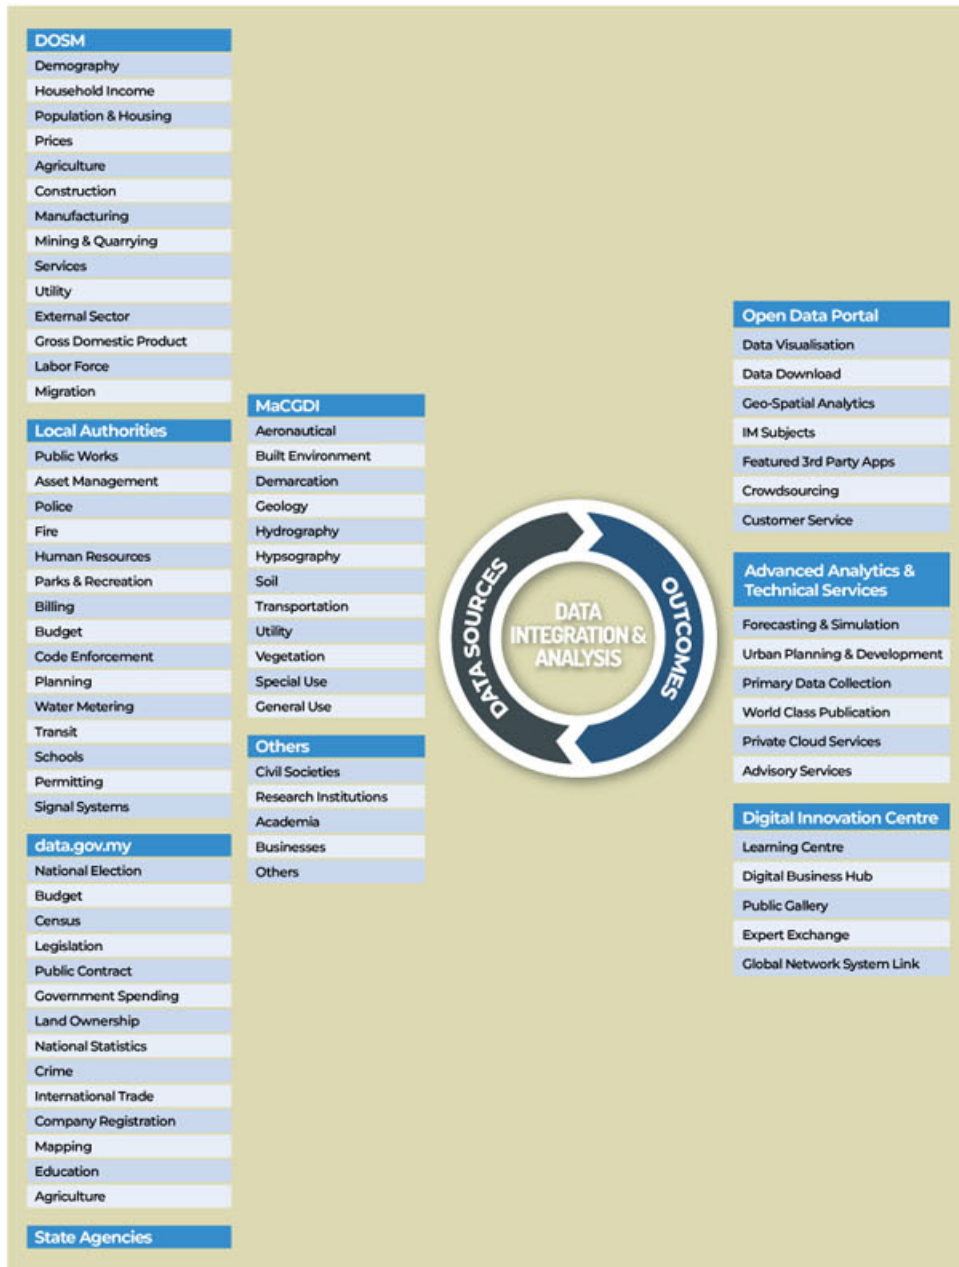 DOSM
Demography
Household Income
Population & Housing
Prices
Agriculture
Construction
Manufacturing
Mining & Quarrying
Services
Utility
External Sector
Gross Domestic Product
Labor Force
Migration
Local Authorities
Public Works
Asset Management
Police
Fire
Human Resources
Parks & Recreation
Billing
Budget
Code Enforcement
Planning
Water Metering
Transit
Schools
Permitting
Signal Systems
data.gov.my
National Election
Budget
Census
Legislation
Public Contract
Government Spending
Land Ownership
National Statistics
Crime
International Trade
Company Registration
Mapping
Education
Agriculture
State Agencies
MaCGDI
Aeronautical
Built Environment
Demarcation
Geology
Hydrography
Hypsography
Soil
Transportation
Utility
Vegetation
Special Use
General Use
Others
Civil Societies
Research Institutions
Academia
Businesses
Others
DATA SOURCES
DATA
INTEGRATION &
ANALYSIS
OUTCOMES
Open Data Portal
Data Visualisation
Data Download
Geo-Spatial Analytics
IM Subjects
Featured 3rd Party Apps
Crowdsourcing
Customer Service
Advanced Analytics &
Technical Services
Forecasting & Simulation
Urban Planning & Development
Primary Data Collection
World Class Publication
Private Cloud Services
Advisory Services
Digital Innovation Centre
Learning Centre
Digital Business Hub
Public Gallery
Expert Exchange
Global Network System Link